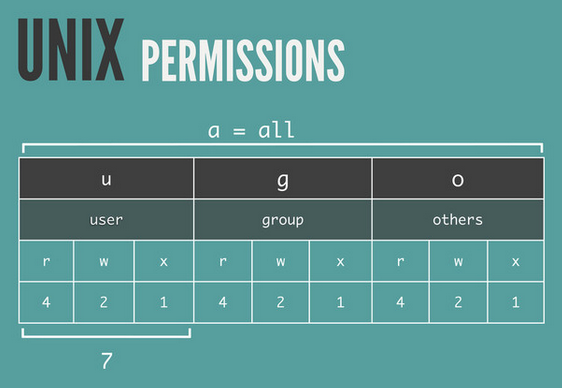 UNIX PERMISSIONS
a = all
u g o
user group others
r w x r w x r w x
4 2 1 4 2 1 4 2 1
7